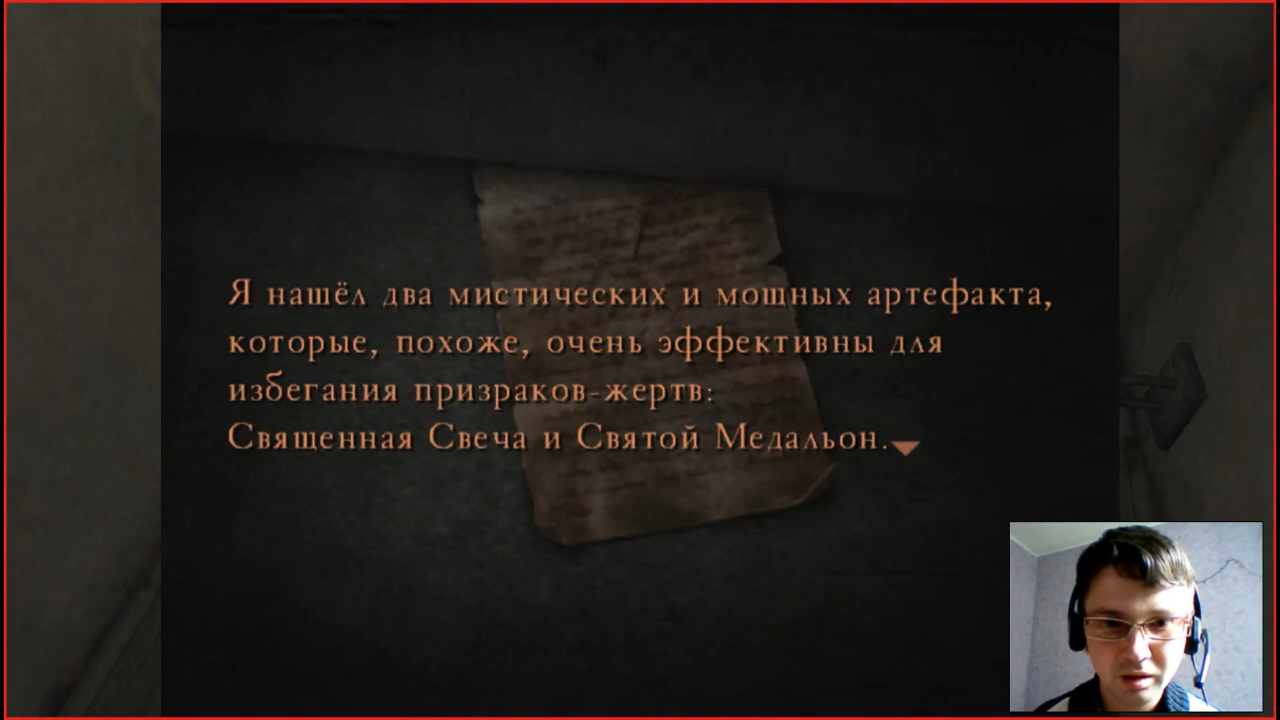 Я нашёл два мистических и мощных артефакта,
которые, похоже, очень эффективны для
избегания призраков-жертв:
Священная Свеча и Святой Медальон.